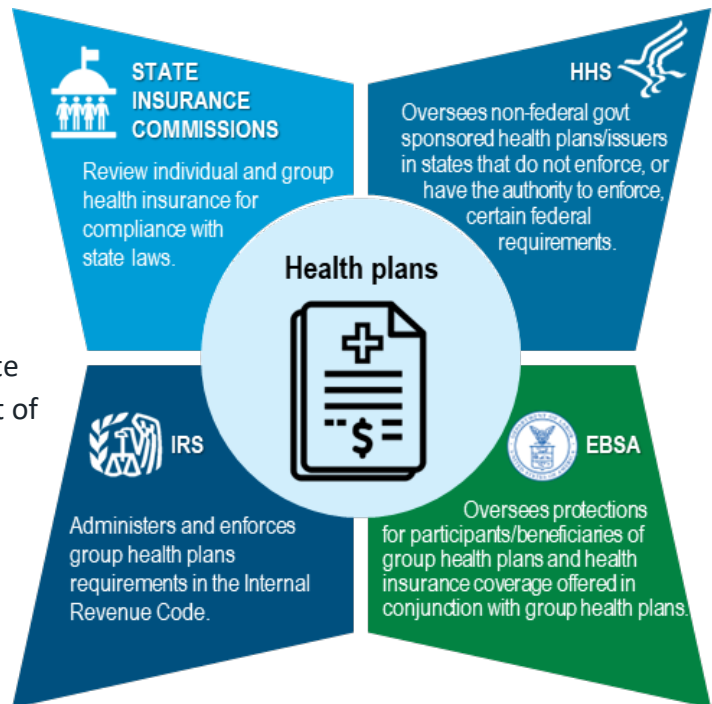 STATE
INSURANCE
COMMISSIONS
Review individual and group
health insurance for
compliance with
state laws.
HHS
Oversees non-federal govt
sponsored health plans/issuers
in states that do not enforce, or
have the authority to enforce,
certain federal
requirements.
Health plans
$
te
t of
IRS
Administers and enforces
group health plans
requirements in the Internal
Revenue Code.
EBSA
Oversees protections
for participants/beneficiaries of
group health plans and health
insurance coverage offered in
conjunction with group health plans.